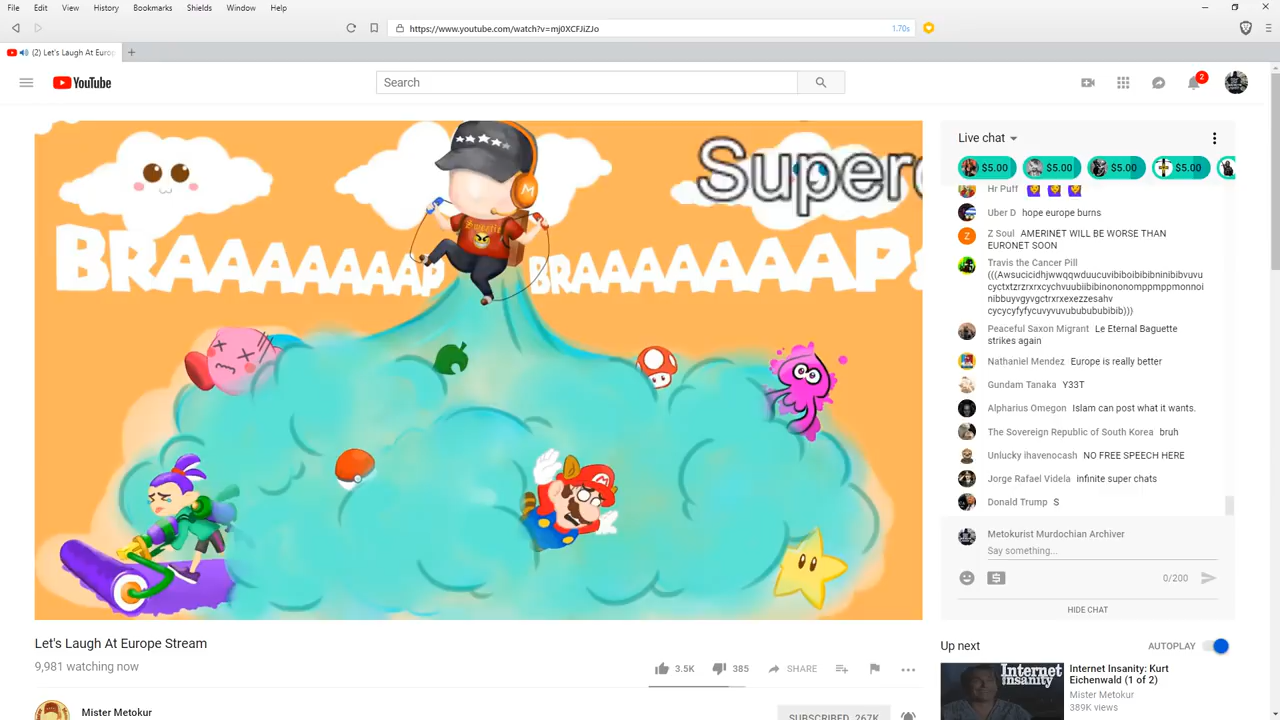 File Edit View History Bookmarks Shields Window Help
https://www.youtube.com/watch?v=mj0XCFJiZJo 1.70s
(2) Let's Laugh At Europ
YouTube
Search
2
Supero
BRAAAAAAAAP BRAAAAAAAAP
M
Live chat
$5.00 $5.00 $5.00 $5.00
Hr Puff
Uber D hope europe burns
Z Soul AMERINET WILL BE WORSE THAN
EURONET SOON
Travis the Cancer Pill
(((Awsucicidhjwwqqwduucuvibiboibibibninibibvuvu
cyctxtzrzrxrxcychvuubiibibinononomppmppmonnoi
nibbuyvgyvgctrxrxexezzesahv
cycycyfyfycuvyvuvubububububib)))
Peaceful Saxon Migrant Le Eternal Baguette
strikes again
Nathaniel Mendez Europe is really better
Gundam Tanaka Y33T
Alpharius Omegon Islam can post what it wants.
The Sovereign Republic of South Korea bruh
Unlucky ihavenocash NO FREE SPEECH HERE
Jorge Rafael Videla infinite super chats
Donald Trump S
Metokurist Murdochian Archiver
Say something...
0/200
HIDE CHAT
Let's Laugh At Europe Stream
9,981 watching now
3.5K 385 SHARE
Mister Metokur
SUBSCRIBED 267K
Up next AUTOPLAY
Internet
Insanity
Internet Insanity: Kurt
Eichenwald (1 of 2)
Mister Metokur
389K views